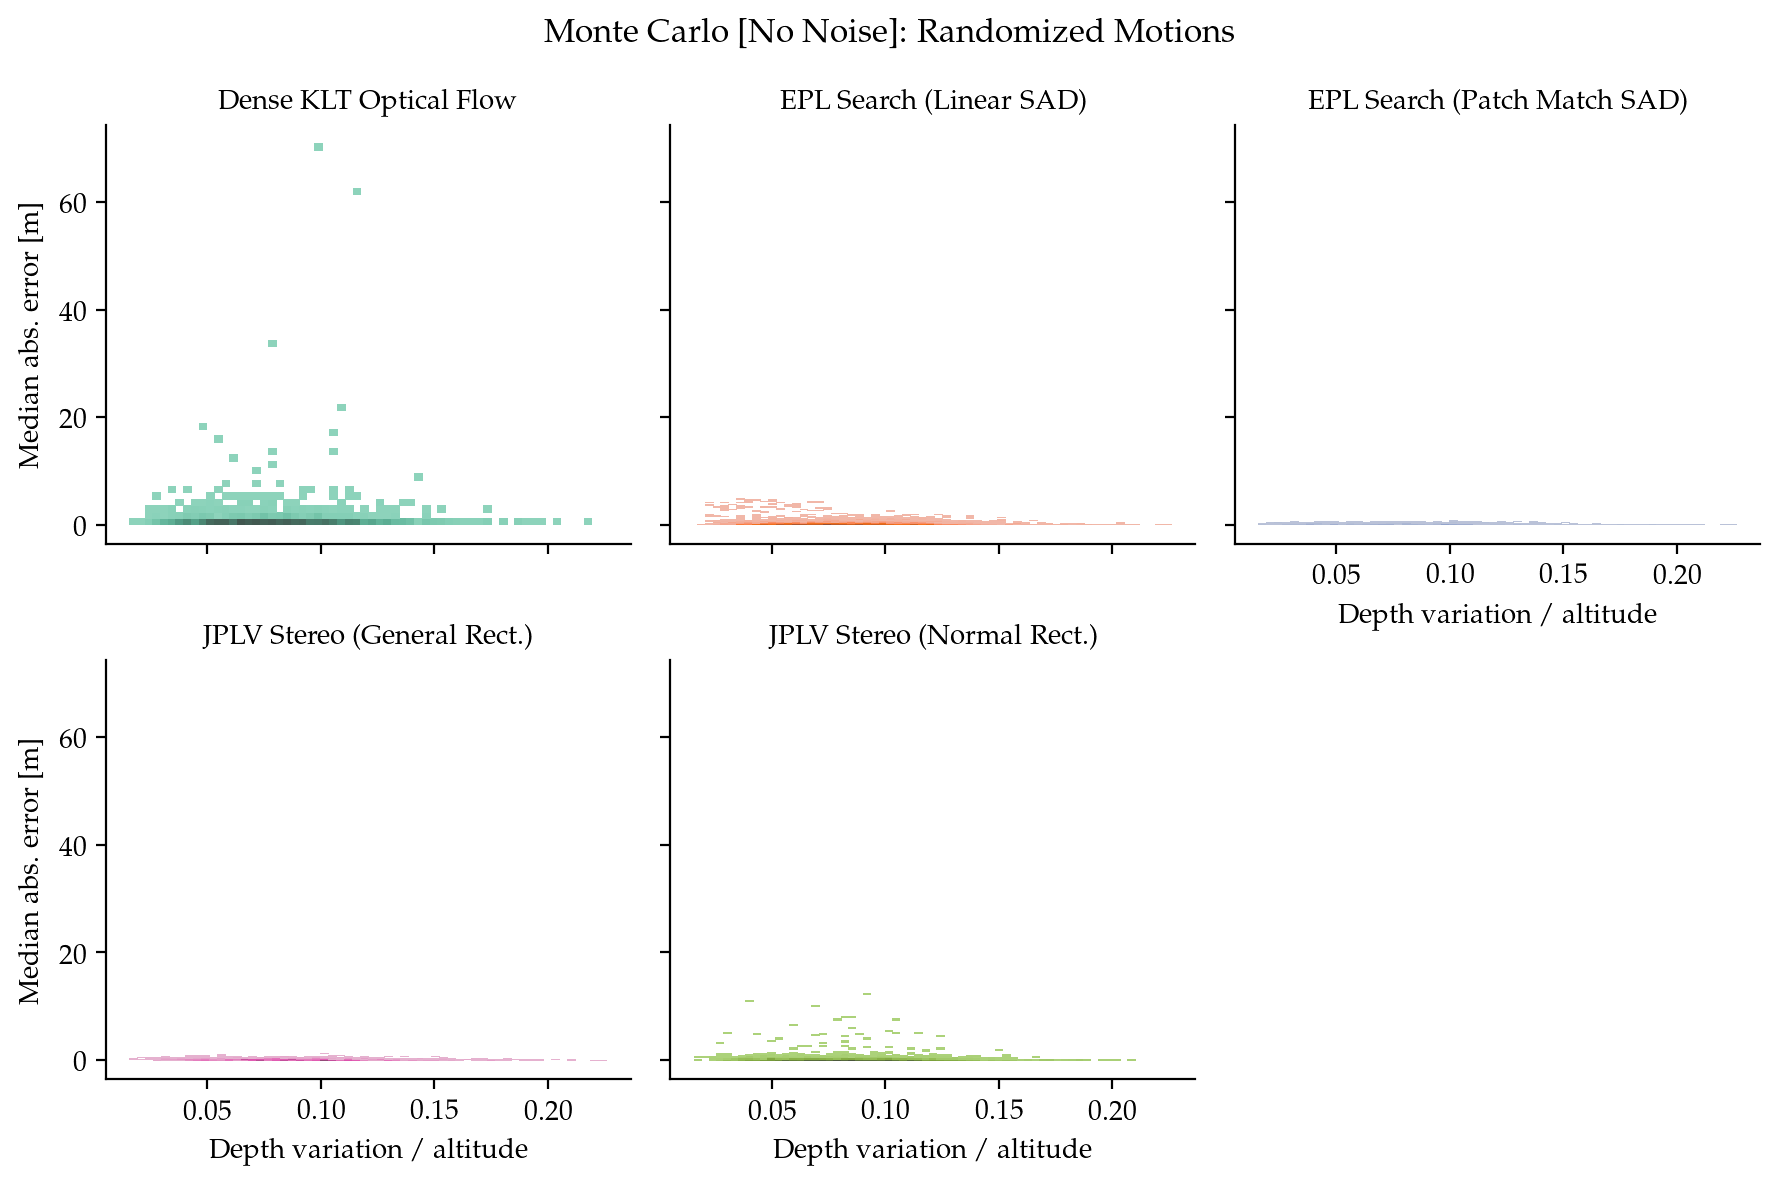 Monte Carlo [No Noise]: Randomized Motions
Dense KLT Optical Flow
EPL Search (Linear SAD)
EPL Search (Patch Match SAD)
Median abs. error [m]
60
40
20
0
0.05 0.10 0.15 0.20
Depth variation / altitude
JPLV Stereo (General Rect.)
JPLV Stereo (Normal Rect.)
Median abs. error [m]
60
40
20
0
0.05 0.10 0.15 0.20
Depth variation / altitude
0.05 0.10 0.15 0.20
Depth variation / altitude